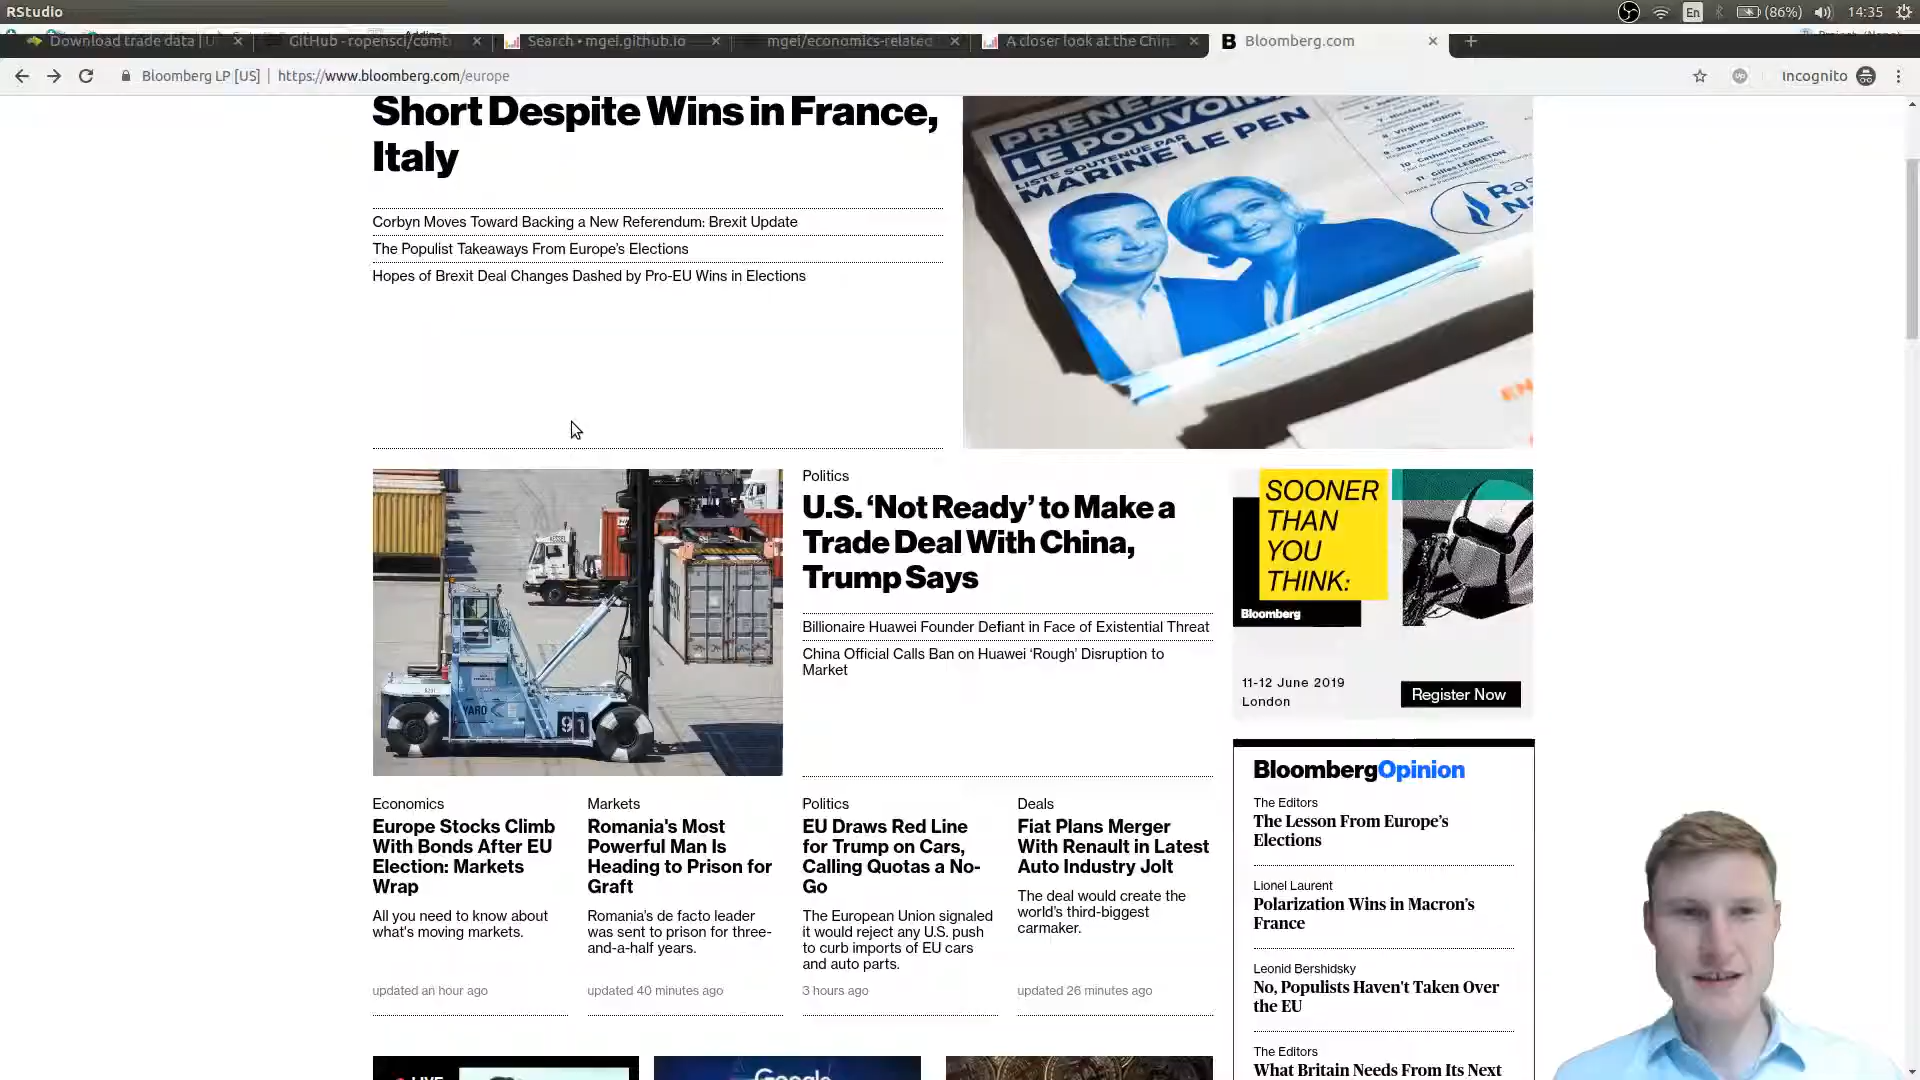 RStudio
En
(86%)
14:35
Download trade data | U
GitHub - ropensci/comt
Search • mgei.github.io
mgei/economics-related
A closer look at the Chin
Bloomberg.com
Bloomberg LP [US] | https://www.bloomberg.com/europe
Incognito
Short Despite Wins in France,
Italy
Corbyn Moves Toward Backing a New Referendum: Brexit Update
The Populist Takeaways From Europe's Elections
Hopes of Brexit Deal Changes Dashed by Pro-EU Wins in Elections
PRENEZ
LE POUVOIR
LISTE SOUTENUE PAR
MARINE LE PEN
Politics
U.S. ‘Not Ready’ to Make a
Trade Deal With China,
Trump Says
Billionaire Huawei Founder Defiant in Face of Existential Threat
China Official Calls Ban on Huawei ‘Rough’ Disruption to
Market
YARO
91
SOONER
THAN
YOU
THINK:
Bloomberg
11-12 June 2019
London
Register Now
Economics
Europe Stocks Climb
With Bonds After EU
Election: Markets
Wrap
All you need to know about
what's moving markets.
updated an hour ago
Markets
Romania's Most
Powerful Man Is
Heading to Prison for
Graft
Romania's de facto leader
was sent to prison for three-
and-a-half years.
updated 40 minutes ago
Politics
EU Draws Red Line
for Trump on Cars,
Calling Quotas a No-
Go
The European Union signaled
it would reject any U.S. push
to curb imports of EU cars
and auto parts.
3 hours ago
Deals
Fiat Plans Merger
With Renault in Latest
Auto Industry Jolt
The deal would create the
world's third-biggest
carmaker.
updated 26 minutes ago
BloombergOpinion
The Editors
The Lesson From Europe's
Elections
Lionel Laurent
Polarization Wins in Macron's
France
Leonid Bershidsky
No, Populists Haven't Taken Over
the EU
The Editors
What Britain Needs From Its Next
LIVE
Google